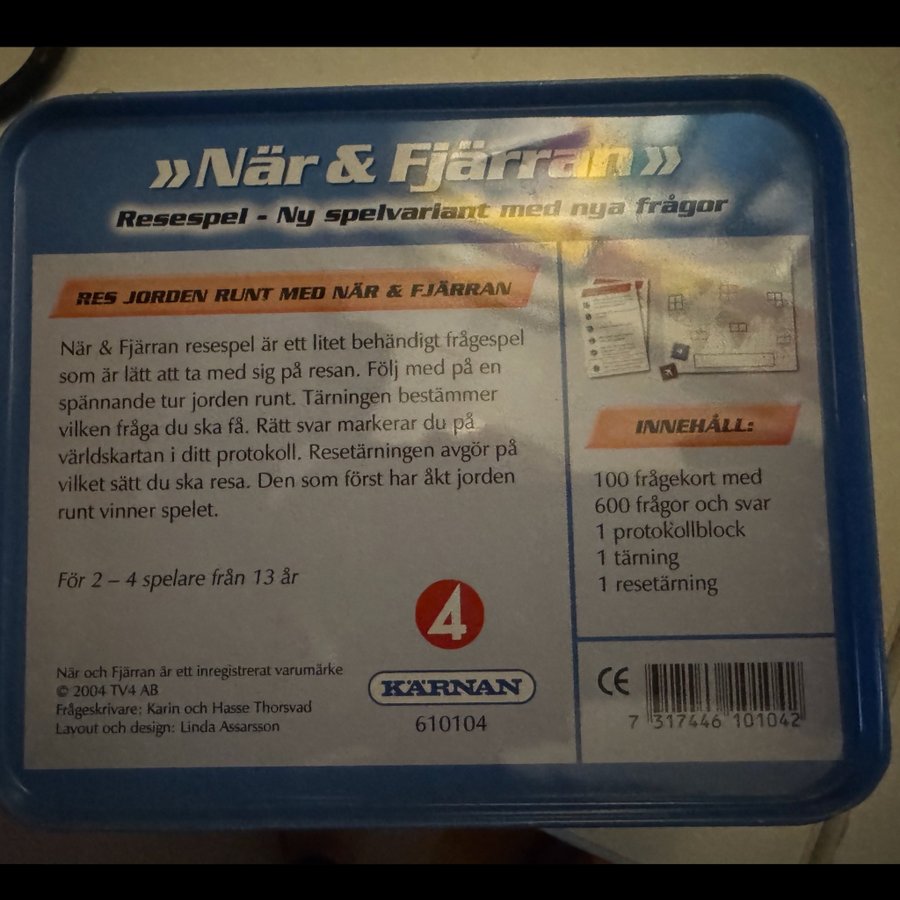 »När & Fjärran»
Resespel - Ny spelvariant med nya frågor
RES JORDEN RUNT MED NÄR & FJÄRRAN
När & Fjärran resespel är ett litet behändigt frågespel
som är lätt att ta med sig på resan. Följ med på en
spännande tur jorden runt. Tärningen bestämmer
vilken fråga du ska få. Rätt svar markerar du på
världskartan i ditt protokoll. Resetärningen avgör på
vilket sätt du ska resa. Den som först har åkt jorden
runt vinner spelet.
För 2 – 4 spelare från 13 år
När och Fjärran är ett inregistrerat varumärke
© 2004 TV4 AB
Frågeskrivare: Karin och Hasse Thorsvad
Layout och design: Linda Assarsson
4
KÄRNAN
610104
INNEHÅLL:
100 frågekort med
600 frågor och svar
1 protokollblock
1 tärning
1 resetärning
CE
7 317446 101042